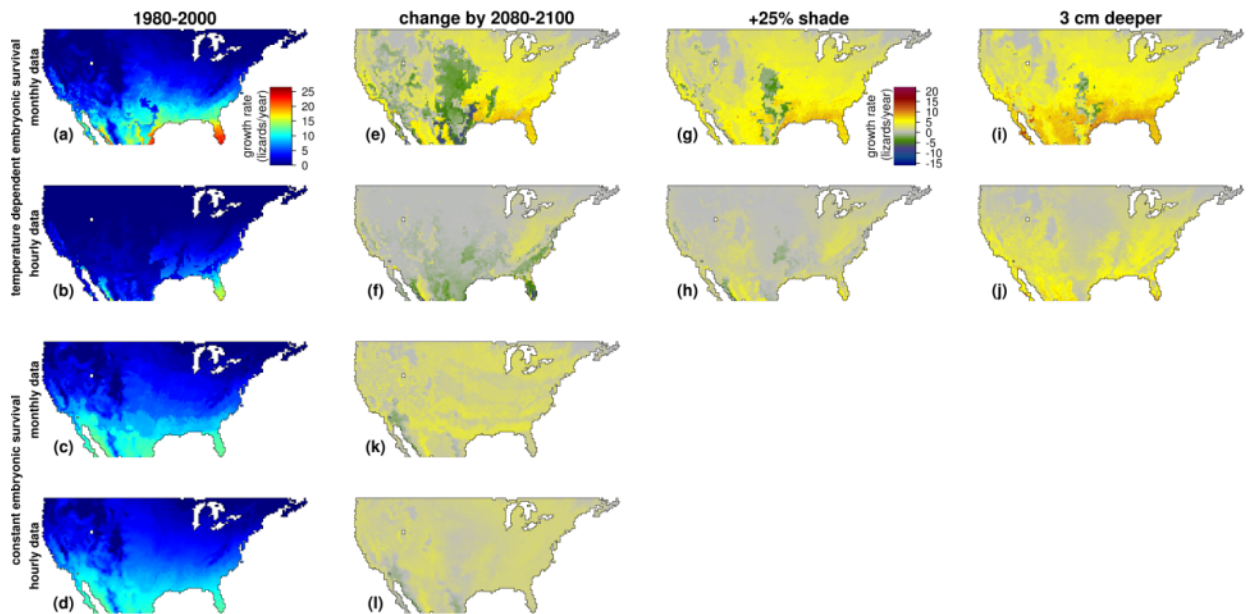 1980-2000
change by 2080-2100
+25% shade
3 cm deeper
temperature dependent embryonic survival
monthly data
(a)
growth rate
(lizards/year)
25
20
15
10
5
0
(e)
(g)
growth rate
(lizards/year)
20
15
10
5
0
-5
-10
-15
(i)
hourly data
(b)
(f)
(h)
(j)
constant embryonic survival
monthly data
(c)
(k)
hourly data
(d)
(l)